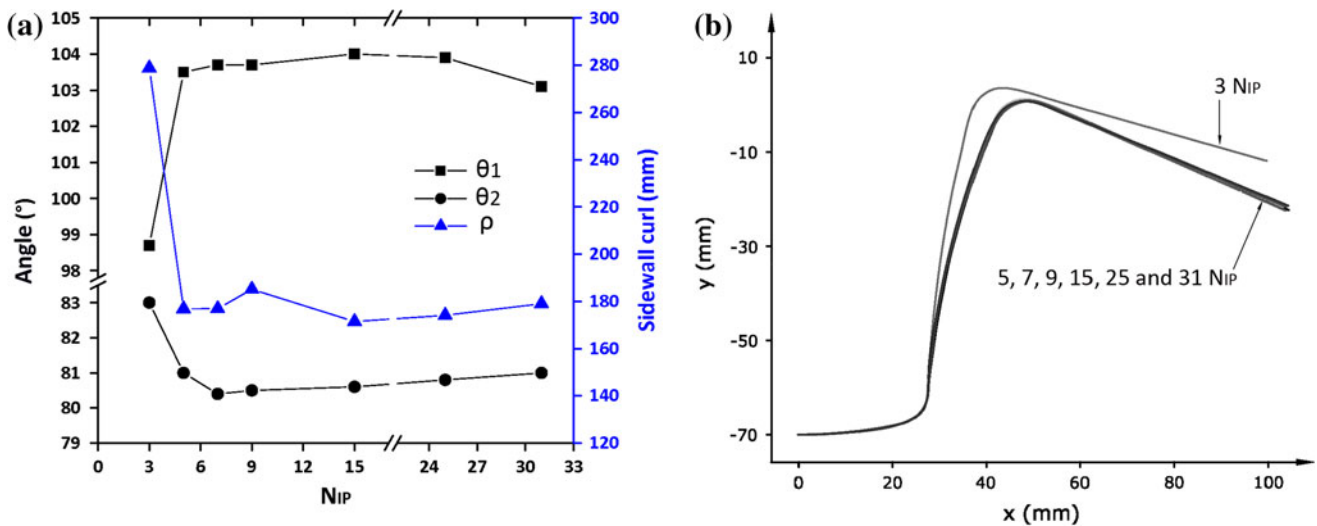 (a)
105
104
103
102
101
100
99
98
83
82
81
80
79
Angle (°)
300
280
260
240
220
200
180
160
140
120
Sidewall curl (mm)
θ1
θ2
ρ
0 3 6 9 12 15 24 27 30 33
NIP
(b)
10
-10
-30
-50
-70
y (mm)
3 NIP
5, 7, 9, 15, 25 and 31 NIP
0 20 40 60 80 100
x (mm)